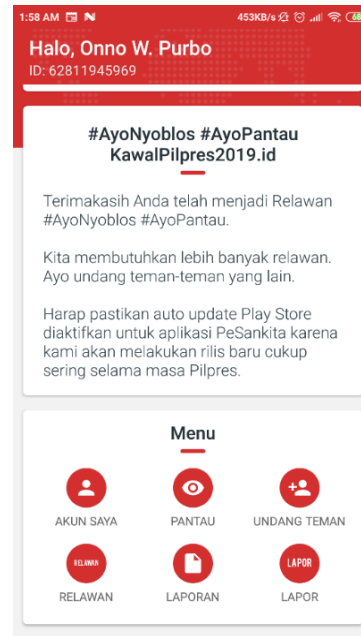 1:58 AM
453KB/s
68
Halo, Onno W. Purbo
ID: 62811945969
#AyoNyoblos #AyoPantau
KawalPilpres2019.id
Terimakasih Anda telah menjadi Relawan
#AyoNyoblos #AyoPantau.
Kita membutuhkan lebih banyak relawan.
Ayo undang teman-teman yang lain.
Harap pastikan auto update Play Store
diaktifkan untuk aplikasi PeSankita karena
kami akan melakukan rilis baru cukup
sering selama masa Pilpres.
Menu
AKUN SAYA
PANTAU
UNDANG TEMAN
RELAWAN
LAPOR
RELAWAN
LAPORAN
LAPOR